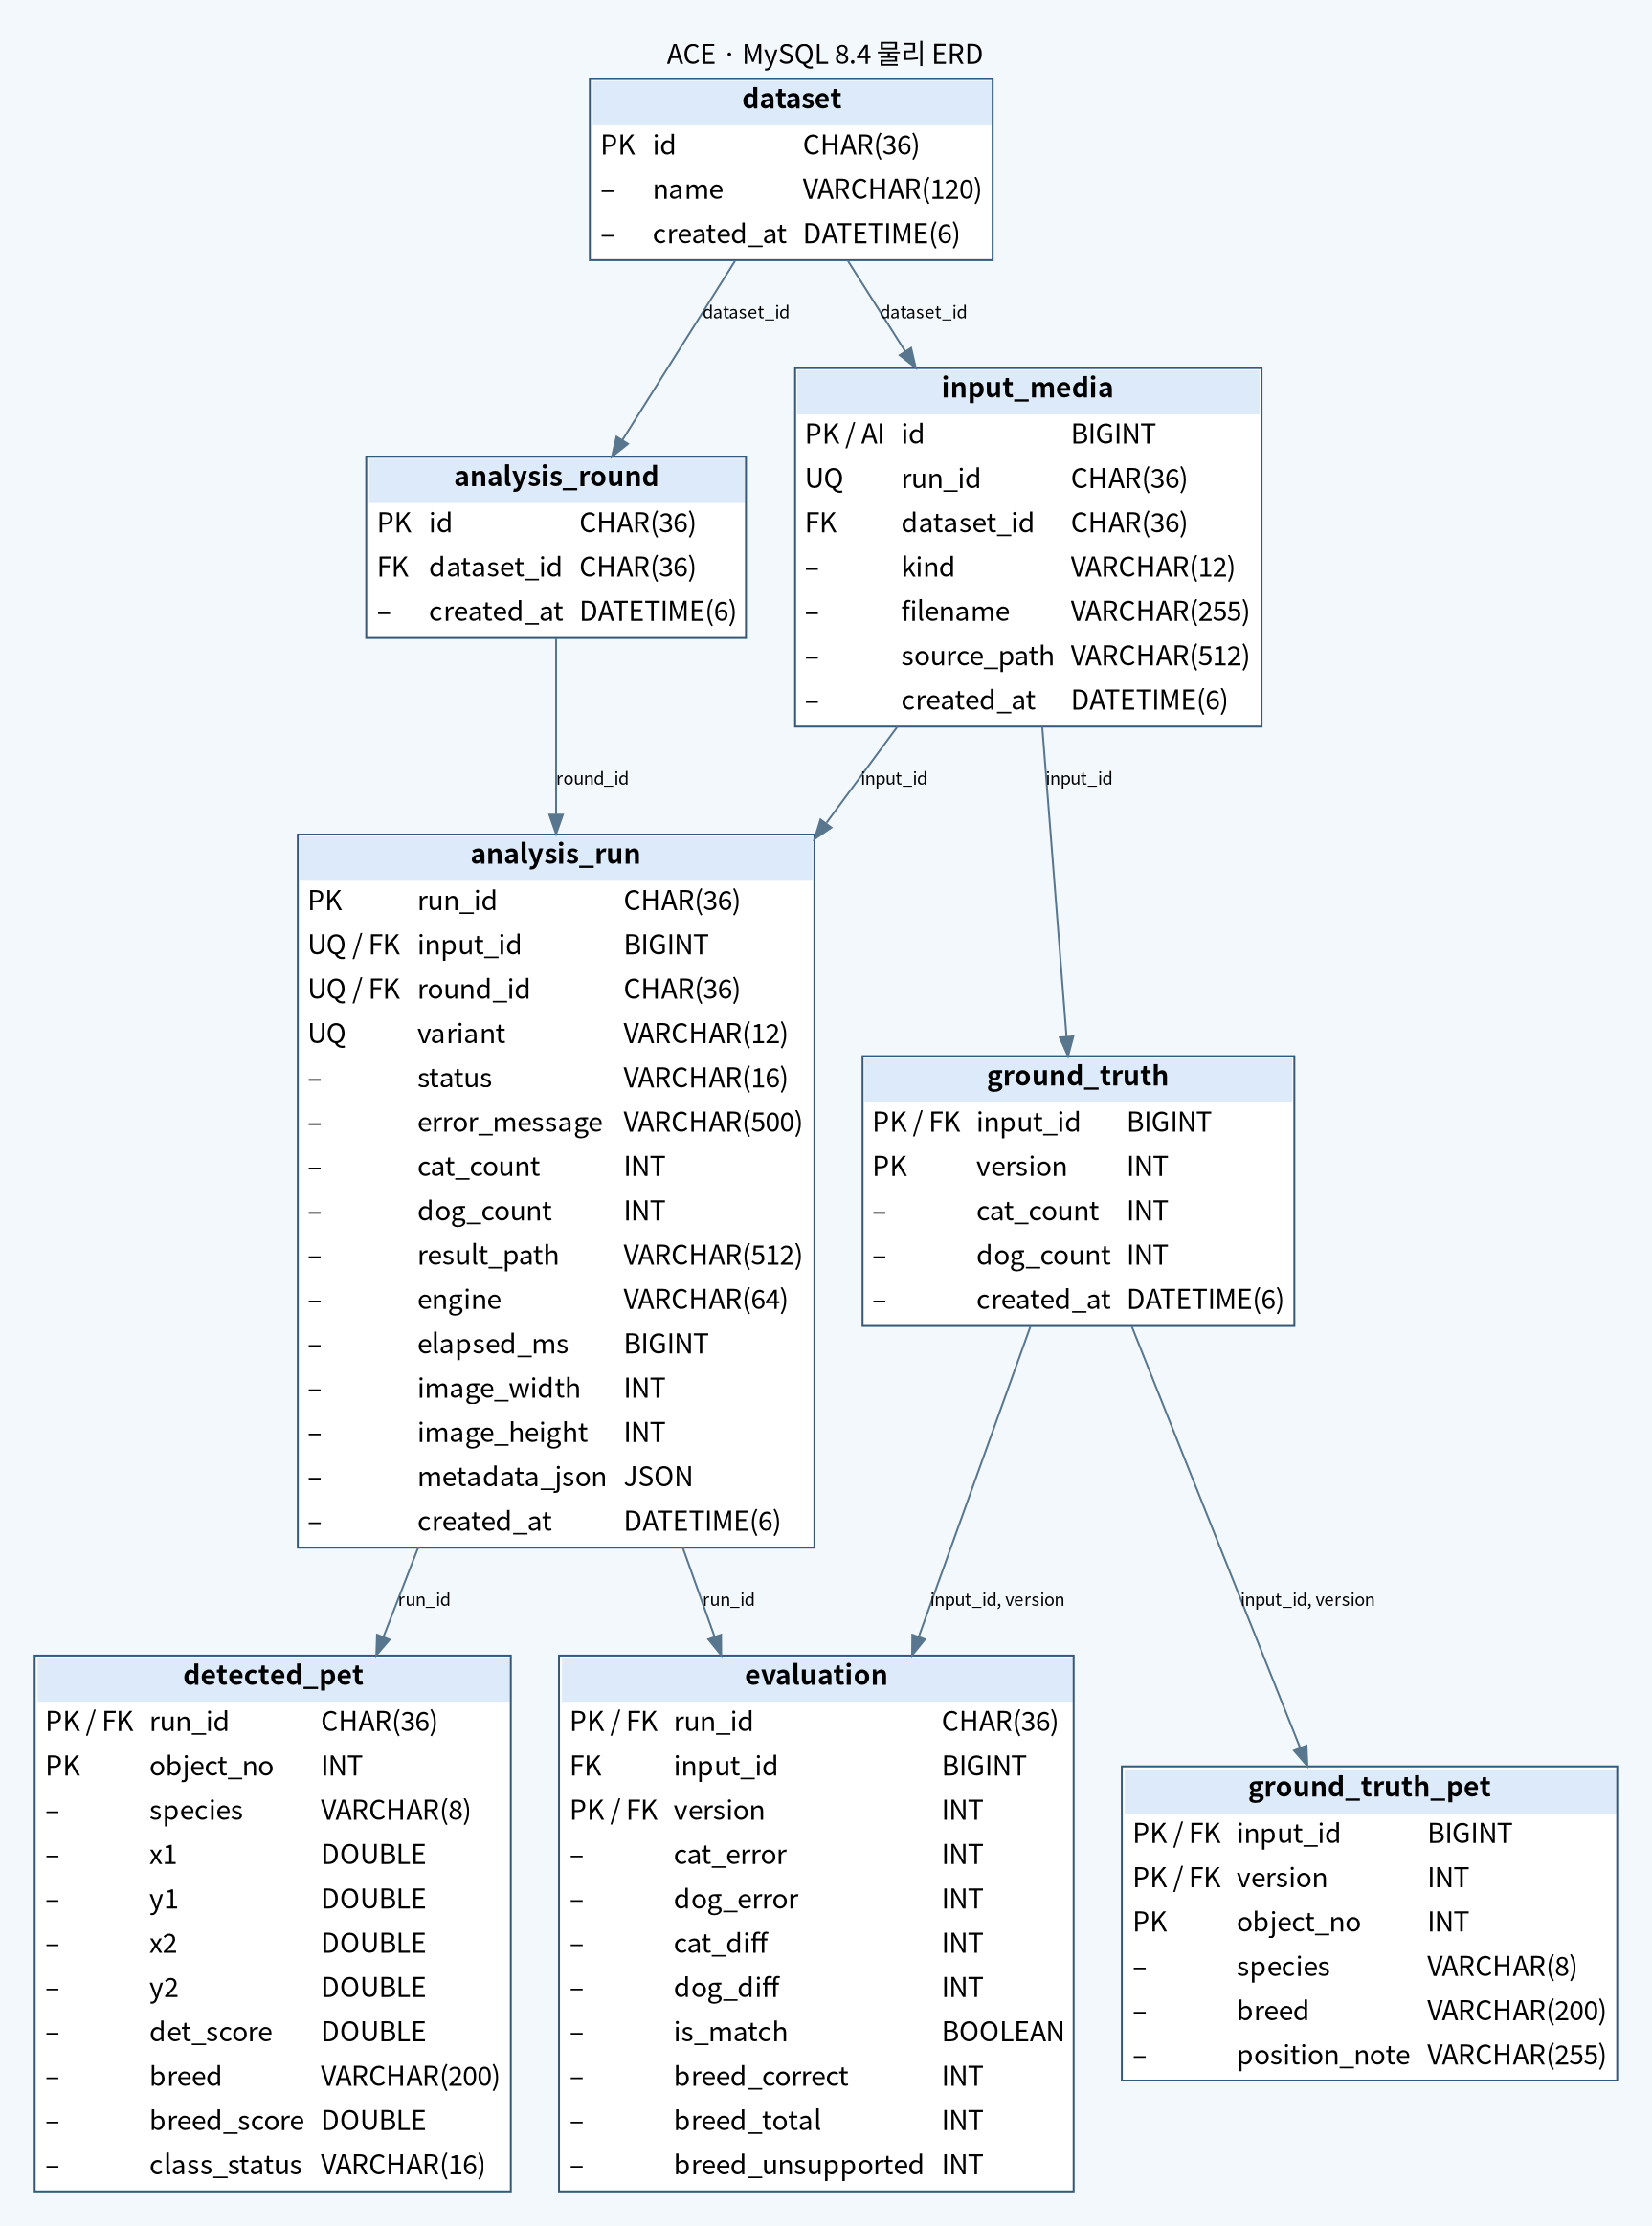 ACE · MySQL 8.4 물리 ERD
dataset
PK id CHAR(36)
– name VARCHAR(120)
– created_at DATETIME(6)
dataset_id
dataset_id
input_media
PK / AI id BIGINT
UQ run_id CHAR(36)
FK dataset_id CHAR(36)
– kind VARCHAR(12)
– filename VARCHAR(255)
– source_path VARCHAR(512)
– created_at DATETIME(6)
analysis_round
PK id CHAR(36)
FK dataset_id CHAR(36)
– created_at DATETIME(6)
round_id
input_id
input_id
analysis_run
PK run_id CHAR(36)
UQ / FK input_id BIGINT
UQ / FK round_id CHAR(36)
UQ variant VARCHAR(12)
– status VARCHAR(16)
– error_message VARCHAR(500)
– cat_count INT
– dog_count INT
– result_path VARCHAR(512)
– engine VARCHAR(64)
– elapsed_ms BIGINT
– image_width INT
– image_height INT
– metadata_json JSON
– created_at DATETIME(6)
ground_truth
PK / FK input_id BIGINT
PK version INT
– cat_count INT
– dog_count INT
– created_at DATETIME(6)
run_id
run_id
input_id, version
input_id, version
detected_pet
PK / FK run_id CHAR(36)
PK object_no INT
– species VARCHAR(8)
– x1 DOUBLE
– y1 DOUBLE
– x2 DOUBLE
– y2 DOUBLE
– det_score DOUBLE
– breed VARCHAR(200)
– breed_score DOUBLE
– class_status VARCHAR(16)
evaluation
PK / FK run_id CHAR(36)
FK input_id BIGINT
PK / FK version INT
– cat_error INT
– dog_error INT
– cat_diff INT
– dog_diff INT
– is_match BOOLEAN
– breed_correct INT
– breed_total INT
– breed_unsupported INT
ground_truth_pet
PK / FK input_id BIGINT
PK / FK version INT
PK object_no INT
– species VARCHAR(8)
– breed VARCHAR(200)
– position_note VARCHAR(255)